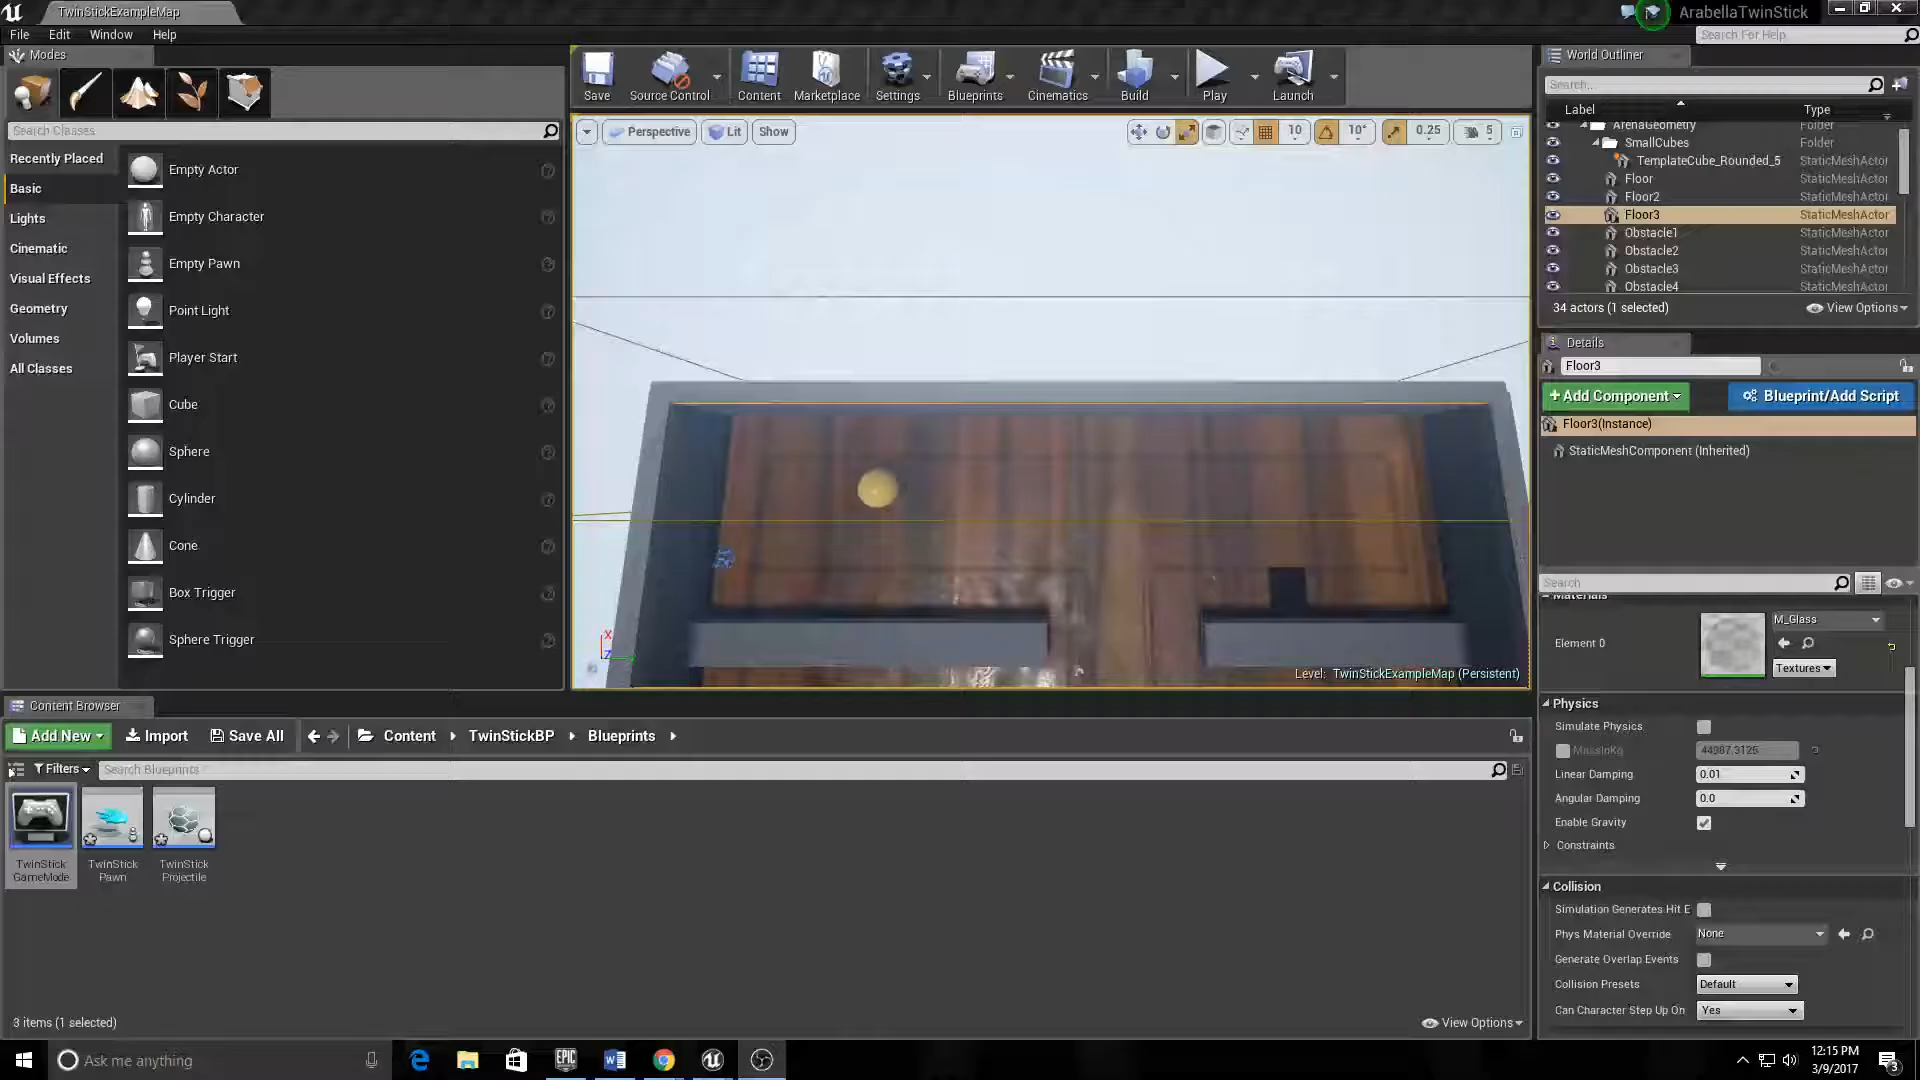 TwinStickExampleMap
ArabellaTwinStick
File Edit Window Help
Search For Help
Modes
Search Classes
Recently Placed
Basic
Lights
Cinematic
Visual Effects
Geometry
Volumes
All Classes
Empty Actor
Empty Character
Empty Pawn
Point Light
Player Start
Cube
Sphere
Cylinder
Cone
Box Trigger
Sphere Trigger
Save Source Control Content Marketplace Settings Blueprints Cinematics Build Play Launch
Perspective Lit Show
10 10° 0.25 5
X
Z
Level: TwinStickExampleMap (Persistent)
World Outliner
Search...
Label Type
ArenaGeometry Folder
SmallCubes Folder
TemplateCube_Rounded_5 StaticMeshActor
Floor StaticMeshActor
Floor2 StaticMeshActor
Floor3 StaticMeshActor
Obstacle1 StaticMeshActor
Obstacle2 StaticMeshActor
Obstacle3 StaticMeshActor
Obstacle4 StaticMeshActor
34 actors (1 selected) View Options
Details
Floor3
+Add Component Blueprint/Add Script
Floor3(Instance)
StaticMeshComponent (Inherited)
Search
Materials
Element 0 M_Glass
Textures
Physics
Simulate Physics
MassInKg 44987.3125
Linear Damping 0.01
Angular Damping 0.0
Enable Gravity
Constraints
Collision
Simulation Generates Hit E
Phys Material Override None
Generate Overlap Events
Collision Presets Default
Can Character Step Up On Yes
Content Browser
Add New Import Save All Content TwinStickBP Blueprints
Filters Search Blueprints
TwinStick GameMode
TwinStick Pawn
TwinStick Projectile
3 items (1 selected) View Options
Ask me anything
EPIC
12:15 PM
3/9/2017
3